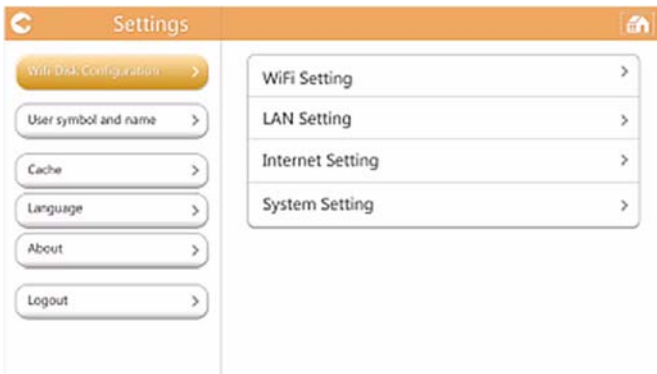 Settings
Wifi Disk Configuration
User symbol and name
Cache
Language
About
Logout
WiFi Setting
LAN Setting
Internet Setting
System Setting